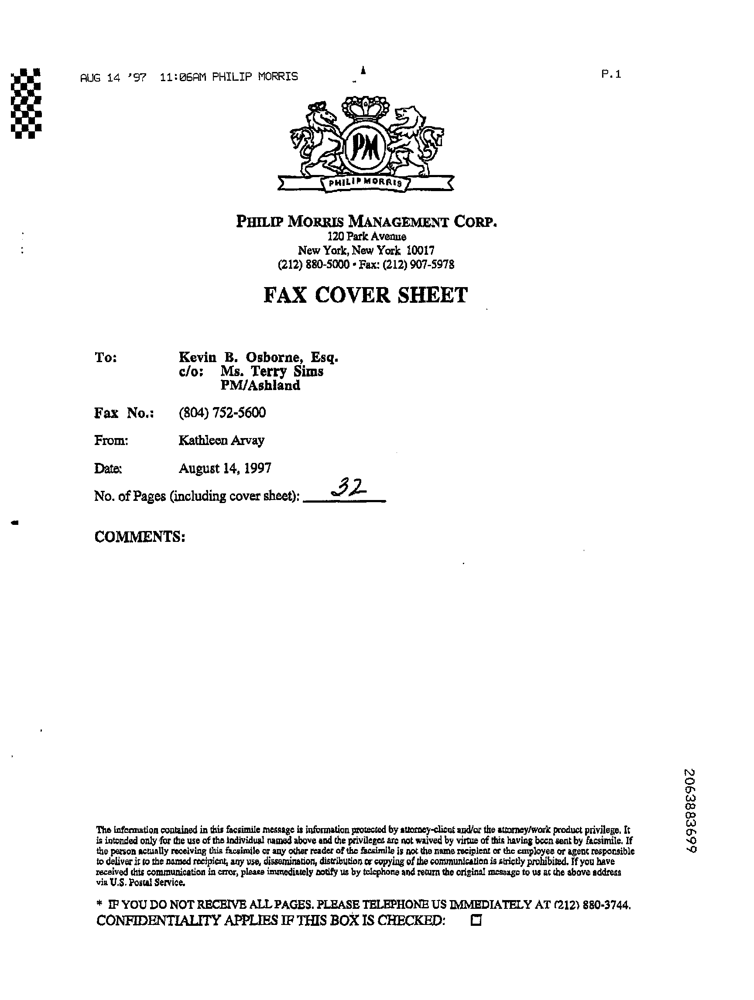 AUG 14 '97 11:06AM PHILIP MORRIS P.1
PM
PHILIP MORRIS
PHILIP MORRIS MANAGEMENT CORP.
120 Park Avenue
New York, New York 10017
(212) 880-5000 • Fax: (212) 907-5978
FAX COVER SHEET
To: Kevin B. Osborne, Esq.
c/o: Ms. Terry Sims
PM/Ashland
Fax No.: (804) 752-5600
From: Kathleen Arvay
Date: August 14, 1997
No. of Pages (including cover sheet): 32
COMMENTS:
The information contained in this facsimile message is information protected by attorney-client and/or the attorney/work product privilege. It
is intended only for the use of the individual named above and the privileges are not waived by virtue of this having been sent by facsimile. If
the person actually receiving this facsimile or any other reader of the facsimile is not the name recipient or the employee or agent responsible
to deliver it to the named recipient, any use, dissemination, distribution or copying of the communication is strictly prohibited. If you have
received this communication in error, please immediately notify us by telephone and return the original message to us at the above address
via U.S. Postal Service.
* IF YOU DO NOT RECEIVE ALL PAGES. PLEASE TELEPHONE US IMMEDIATELY AT (212) 880-3744.
CONFIDENTIALITY APPLIES IF THIS BOX IS CHECKED: ☐
2063883699